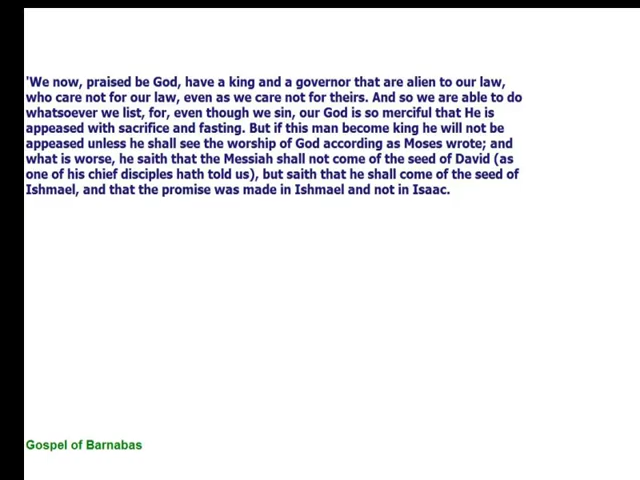 'We now, praised be God, have a king and a governor that are alien to our law,
who care not for our law, even as we care not for theirs. And so we are able to do
whatsoever we list, for, even though we sin, our God is so merciful that He is
appeased with sacrifice and fasting. But if this man become king he will not be
appeased unless he shall see the worship of God according as Moses wrote; and
what is worse, he saith that the Messiah shall not come of the seed of David (as
one of his chief disciples hath told us), but saith that he shall come of the seed of
Ishmael, and that the promise was made in Ishmael and not in Isaac.
Gospel of Barnabas